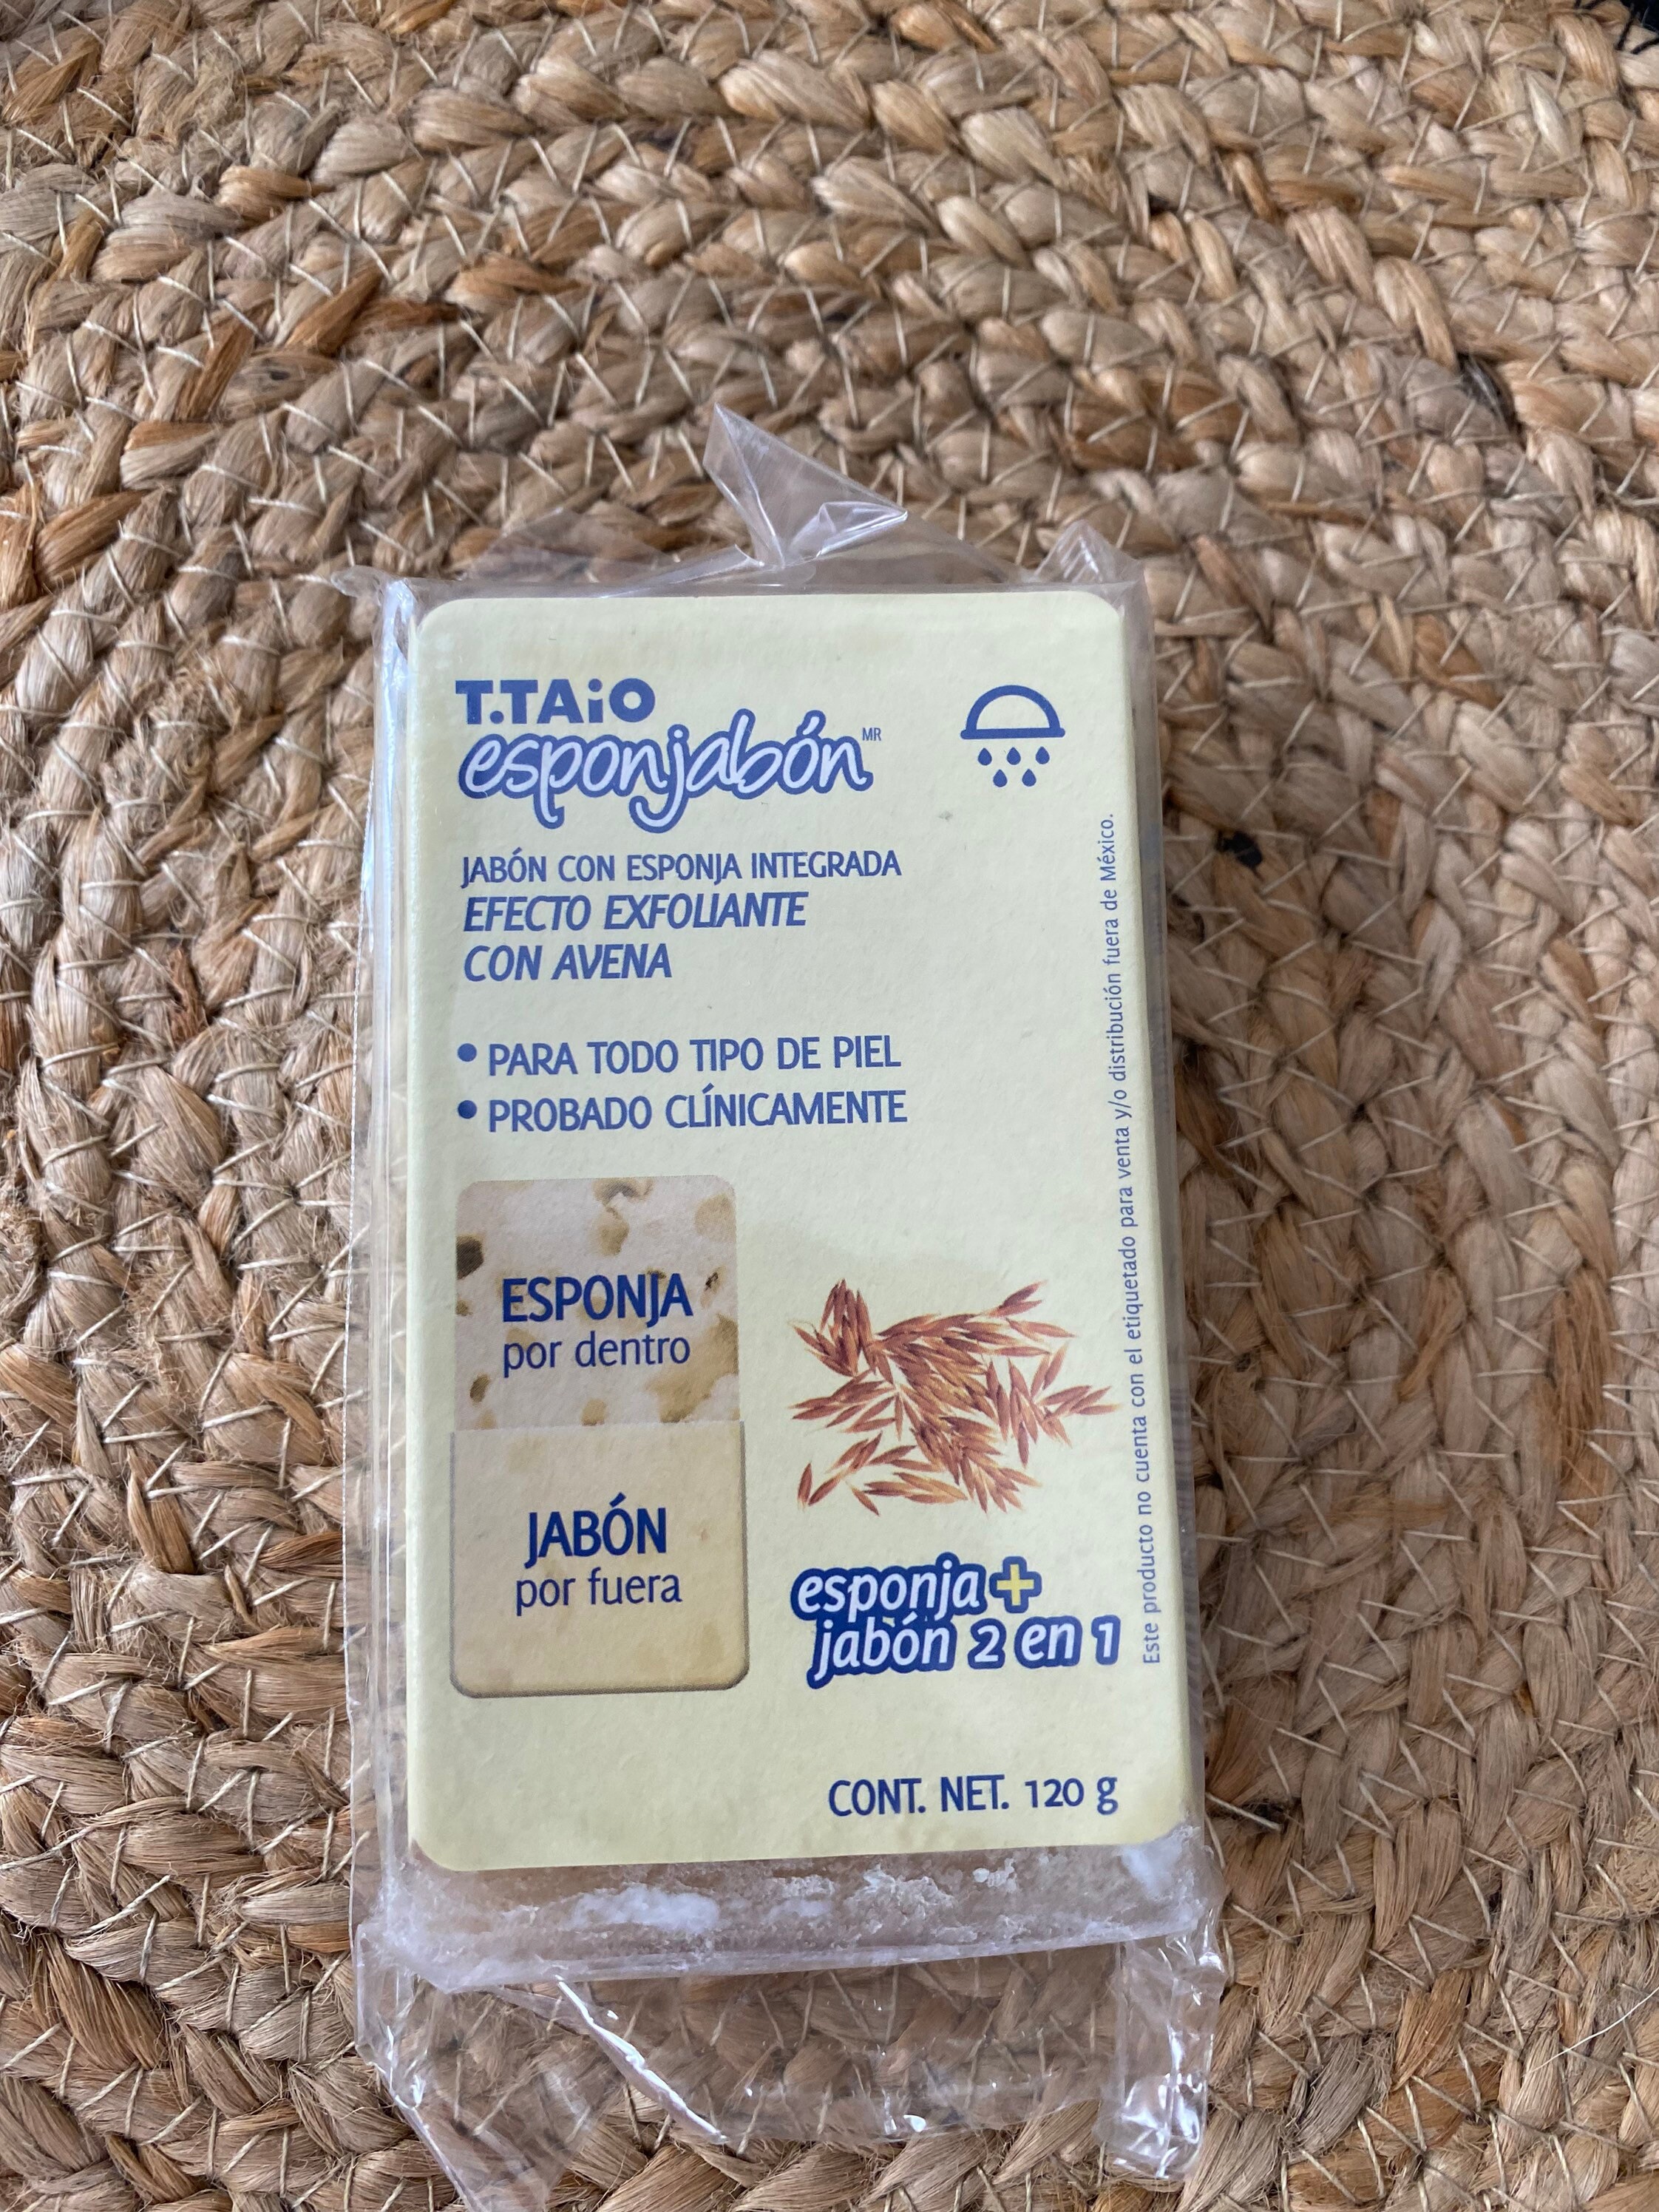 T.TAiO
esponjabón MR
JABÓN CON ESPONJA INTEGRADA
EFECTO EXFOLIANTE
CON AVENA
• PARA TODO TIPO DE PIEL
• PROBADO CLÍNICAMENTE
ESPONJA
por dentro
JABÓN
por fuera
esponja+
jabón 2 en 1
CONT. NET. 120 g
Este producto no cuenta con el etiquetado para venta y/o distribución fuera de México.